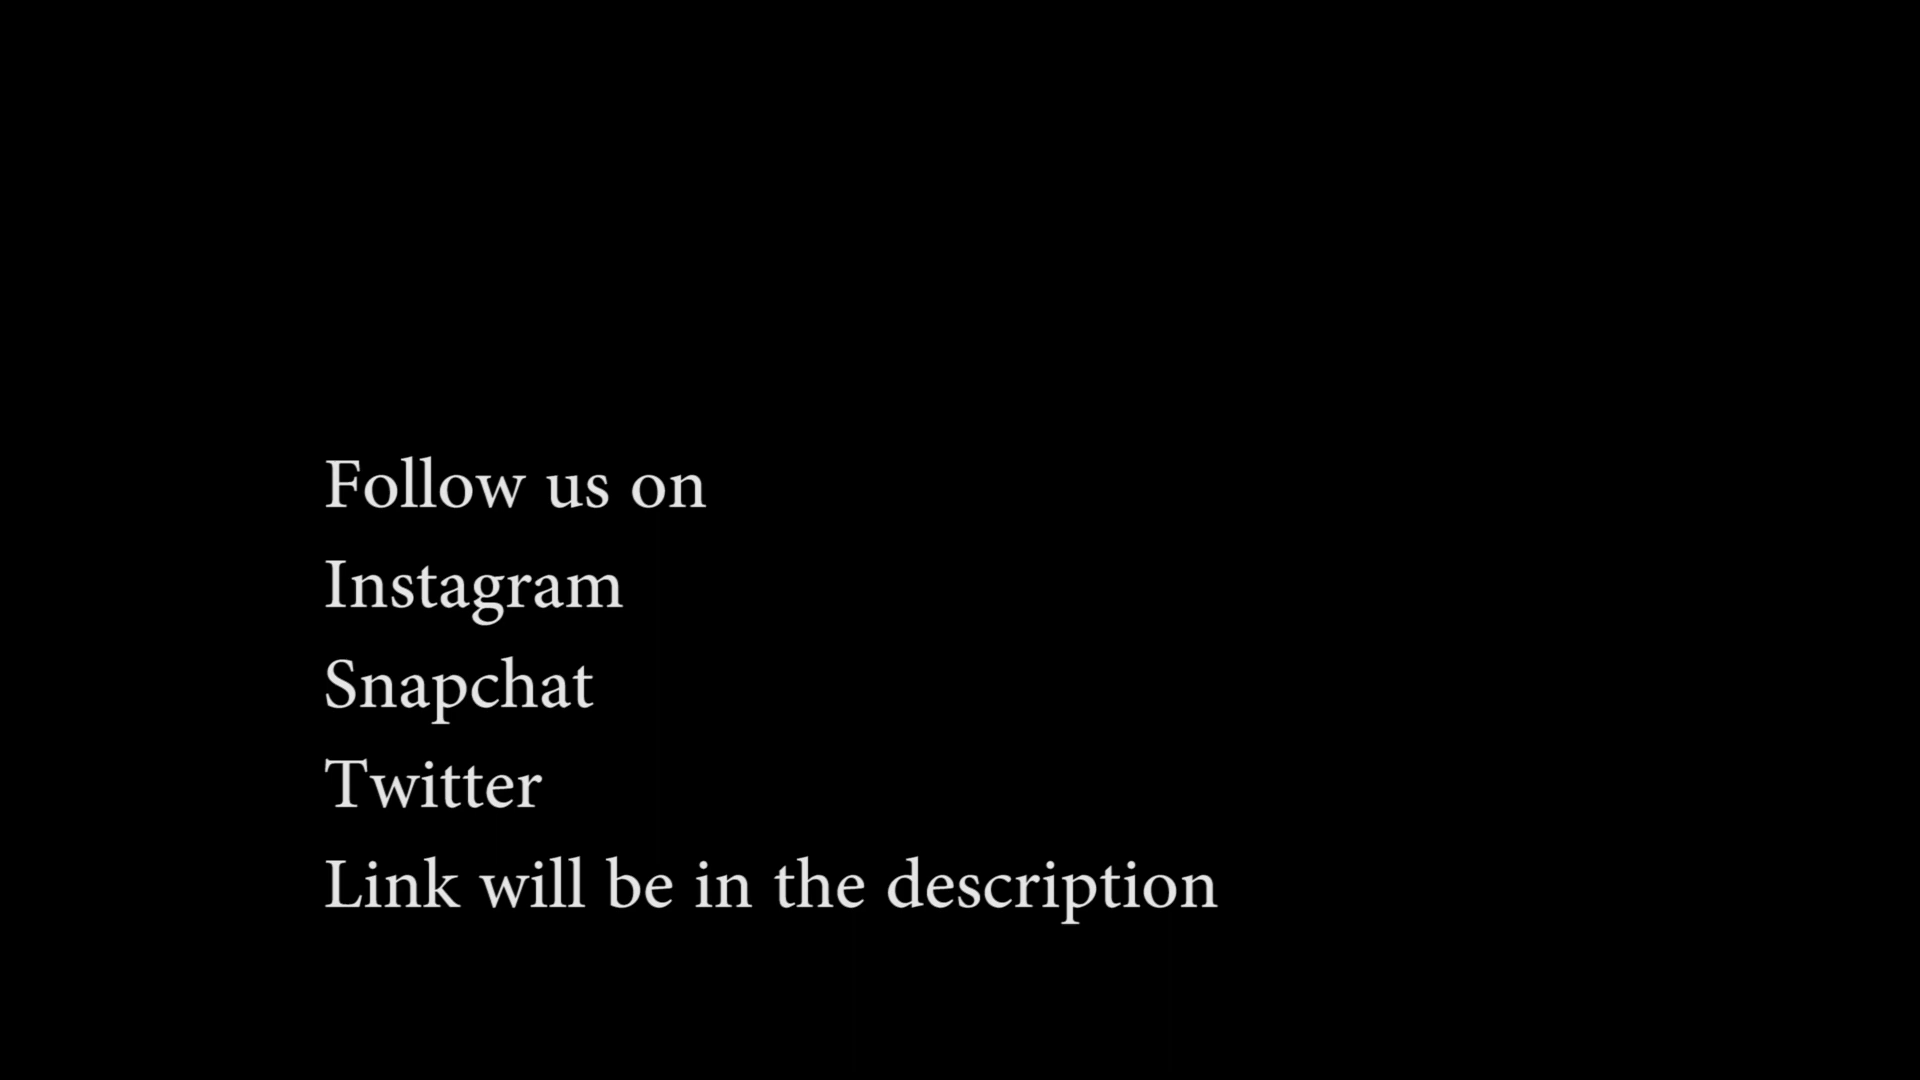 Follow us on
Instagram
Snapchat
Twitter
Link will be in the description